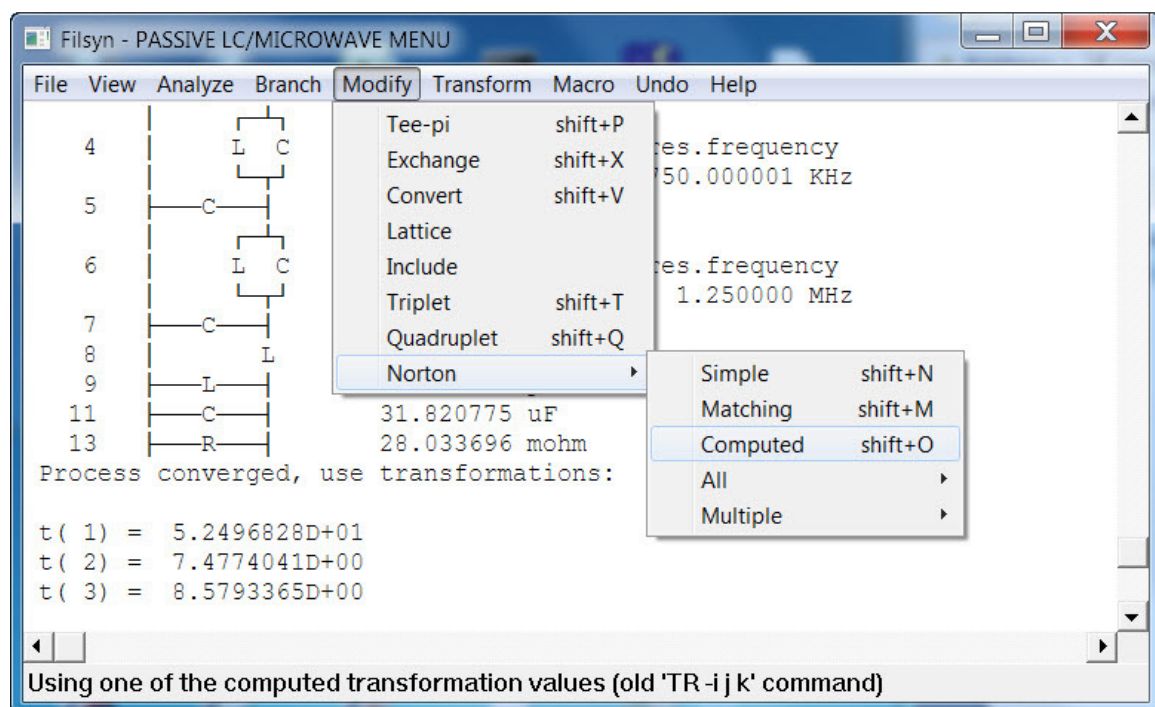 Filsyn - PASSIVE LC/MICROWAVE MENU
File View Analyze Branch Modify Transform Macro Undo Help
Tee-pi shift+P
4 L C res.frequency
Exchange shift+X
750.000001 KHz
Convert shift+V
5 C
Lattice
6 L C Include res.frequency
Triplet shift+T 1.250000 MHz
7 C
Quadruplet shift+Q
8 L
Norton Simple shift+N
9 L
11 C 31.820775 uF Matching shift+M
13 R 28.033696 mohm Computed shift+O
Process converged, use transformations: All
Multiple
t( 1) = 5.2496828D+01
t( 2) = 7.4774041D+00
t( 3) = 8.5793365D+00
Using one of the computed transformation values (old 'TR -i j k' command)